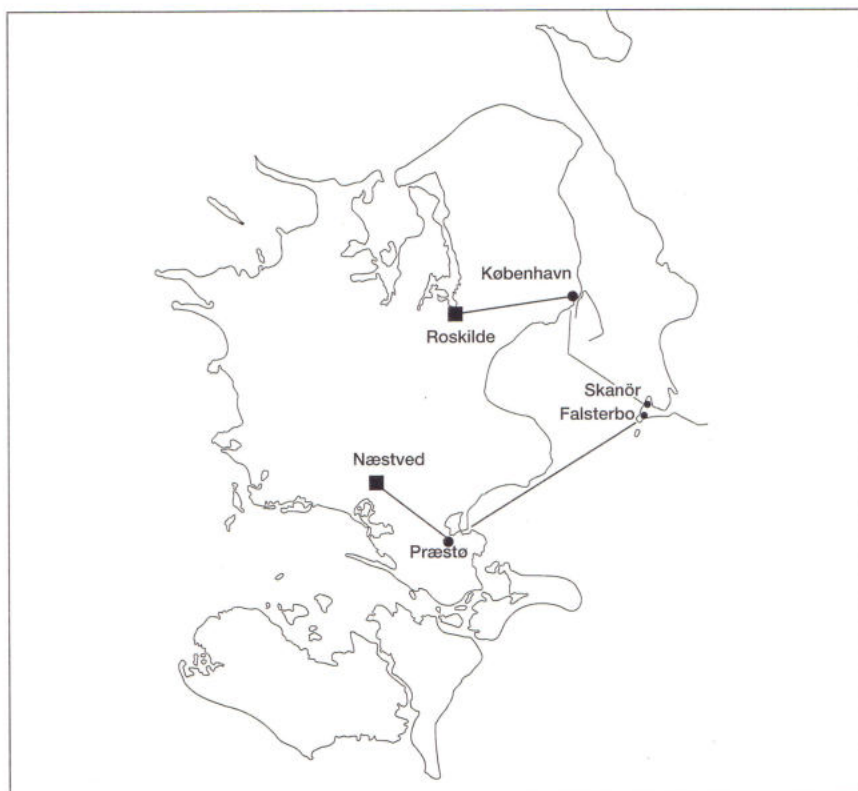 København
Roskilde
Skanör
Falsterbo
Næstved
Præstø